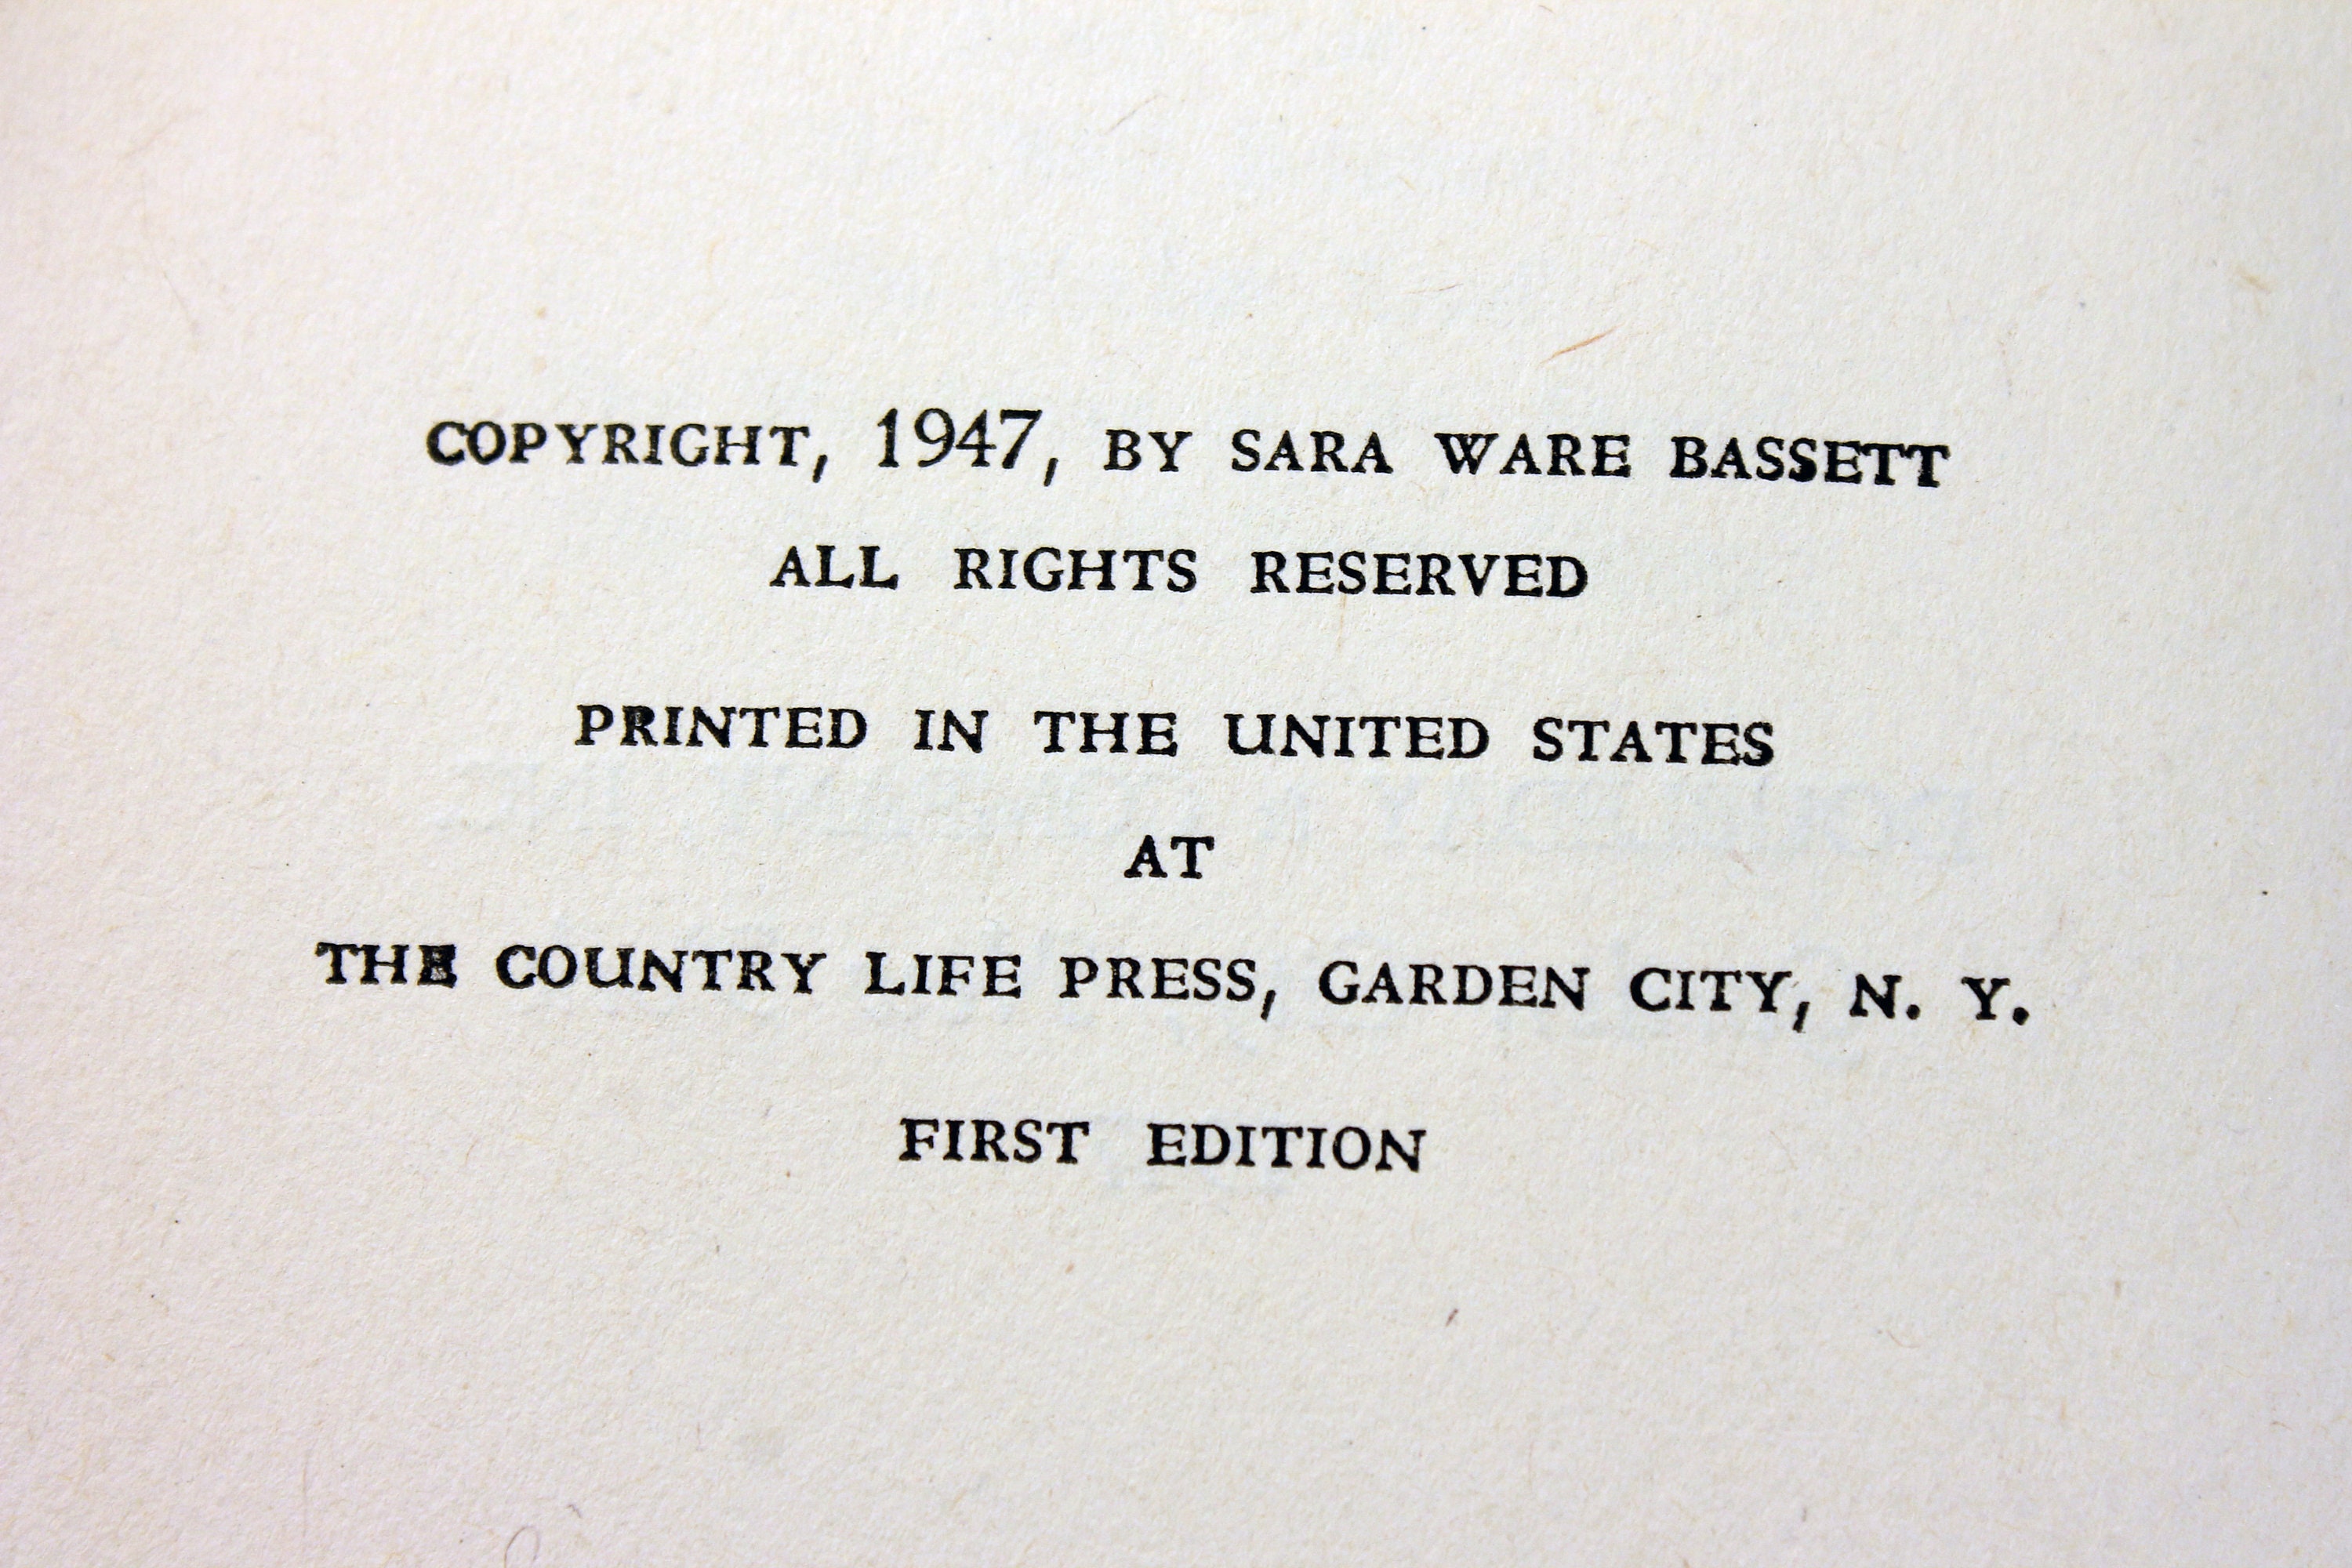 COPYRIGHT, 1947, BY SARA WARE BASSETT
ALL RIGHTS RESERVED
PRINTED IN THE UNITED STATES
AT
THE COUNTRY LIFE PRESS, GARDEN CITY, N. Y.
FIRST EDITION